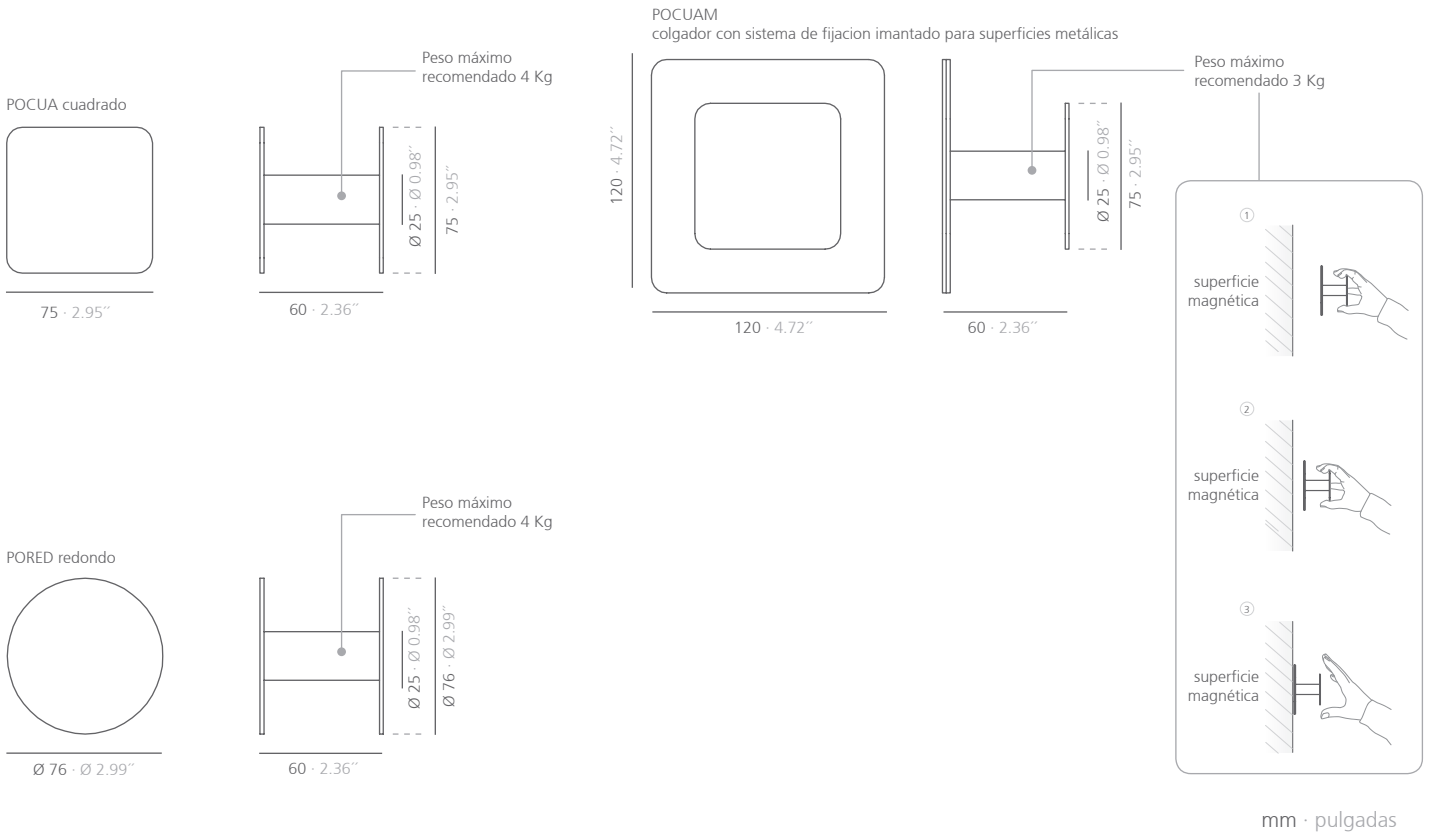 POCUAM
colgador con sistema de fijacion imantado para superficies metálicas
Peso máximo
recomendado 4 Kg
Peso máximo
recomendado 3 Kg
POCUA cuadrado
75 · 2.95´´
60 · 2.36´´
Ø 25 · Ø 0.98´´
75 · 2.95´´
120 · 4.72´´
120 · 4.72´´
60 · 2.36´´
Ø 25 · Ø 0.98´´
75 · 2.95´´
1
superficie
magnética
2
superficie
magnética
3
superficie
magnética
Peso máximo
recomendado 4 Kg
PORED redondo
Ø 76 · Ø 2.99´´
60 · 2.36´´
Ø 25 · Ø 0.98´´
Ø 76 · Ø 2.99´´
mm · pulgadas